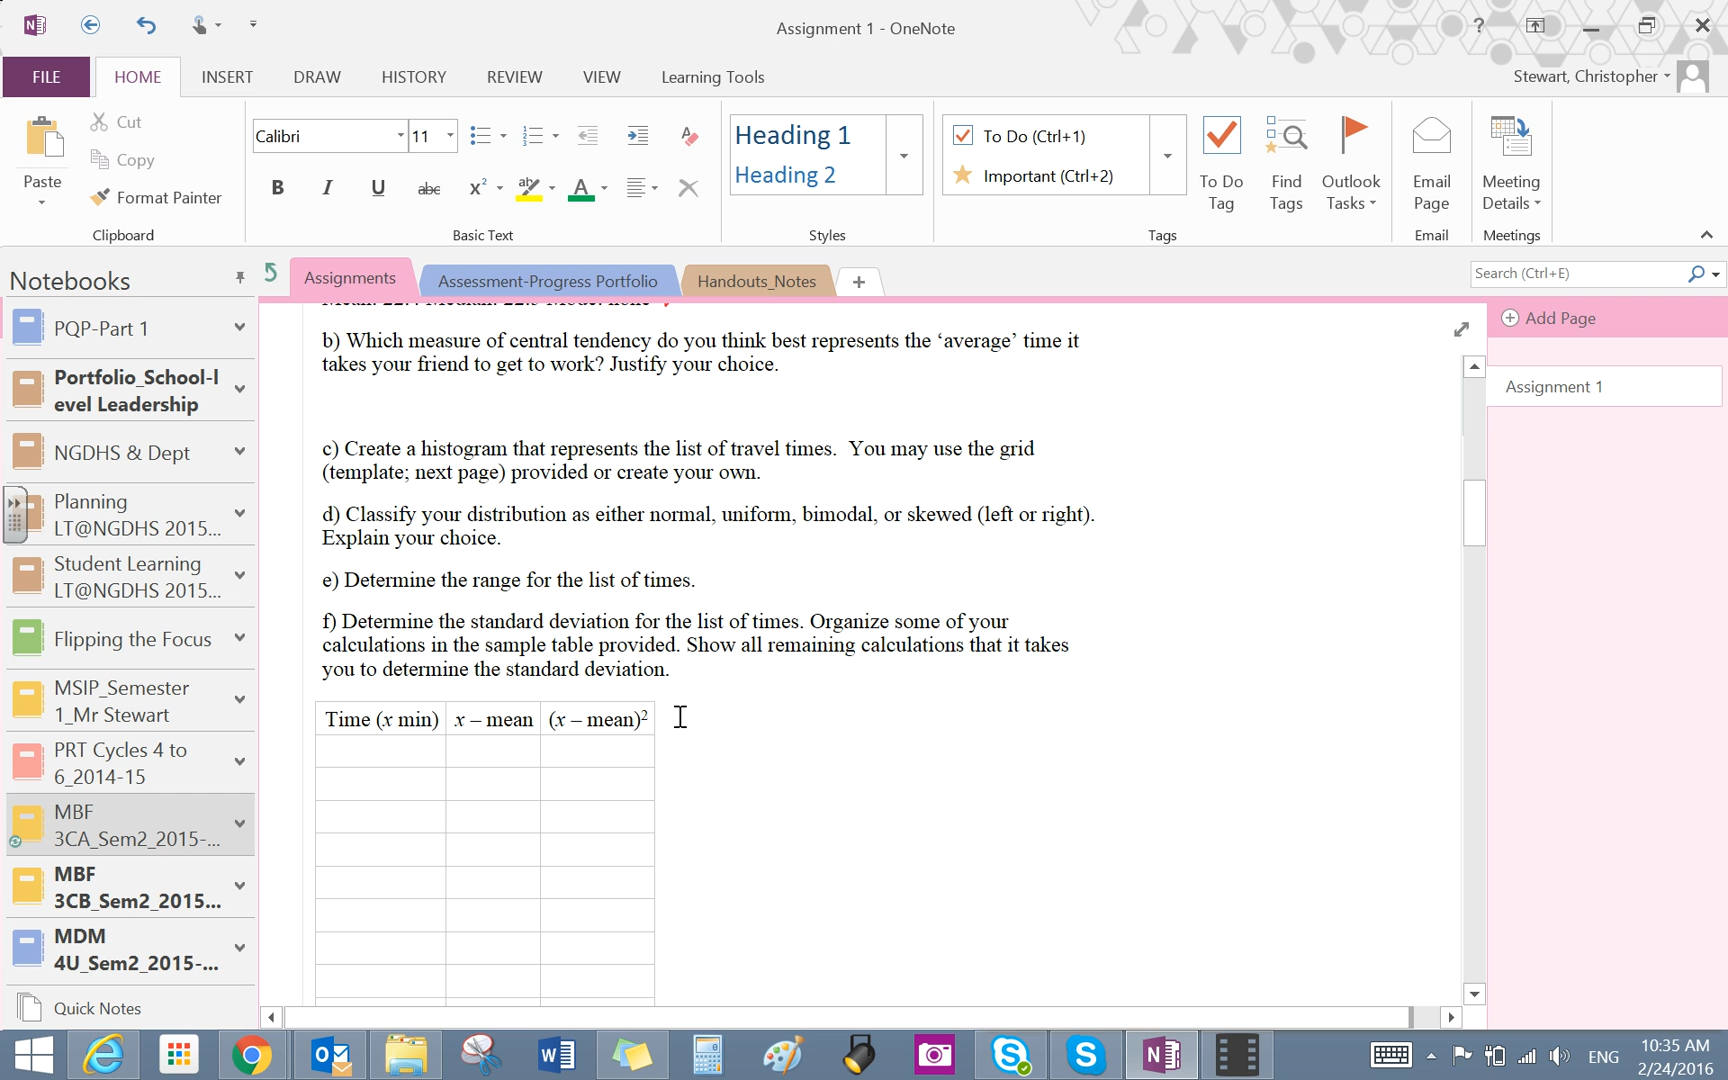 Assignment 1 - OneNote
?
FILE
HOME
INSERT
DRAW
HISTORY
REVIEW
VIEW
Learning Tools
Stewart, Christopher
Paste
Cut
Copy
Format Painter
Clipboard
Calibri
11
B I U abc x² ab A
Basic Text
Heading 1
Heading 2
Styles
To Do (Ctrl+1)
Important (Ctrl+2)
To Do
Tag
Find
Tags
Outlook
Tasks
Tags
Email
Page
Email
Meeting
Details
Meetings
Notebooks
Assignments
Assessment-Progress Portfolio
Handouts_Notes
+
Search (Ctrl+E)
PQP-Part 1
Portfolio_School-l
evel Leadership
NGDHS & Dept
Planning
LT@NGDHS 2015...
Student Learning
LT@NGDHS 2015...
Flipping the Focus
MSIP_Semester
1_Mr Stewart
PRT Cycles 4 to
6_2014-15
MBF
3CA_Sem2_2015-...
MBF
3CB_Sem2_2015...
MDM
4U_Sem2_2015-...
Quick Notes
b) Which measure of central tendency do you think best represents the ‘average’ time it
takes your friend to get to work? Justify your choice.
c) Create a histogram that represents the list of travel times.  You may use the grid
(template; next page) provided or create your own.
d) Classify your distribution as either normal, uniform, bimodal, or skewed (left or right).
Explain your choice.
e) Determine the range for the list of times.
f) Determine the standard deviation for the list of times. Organize some of your
calculations in the sample table provided. Show all remaining calculations that it takes
you to determine the standard deviation.
Time (x min) x – mean (x – mean)²
Add Page
Assignment 1
ENG
10:35 AM
2/24/2016